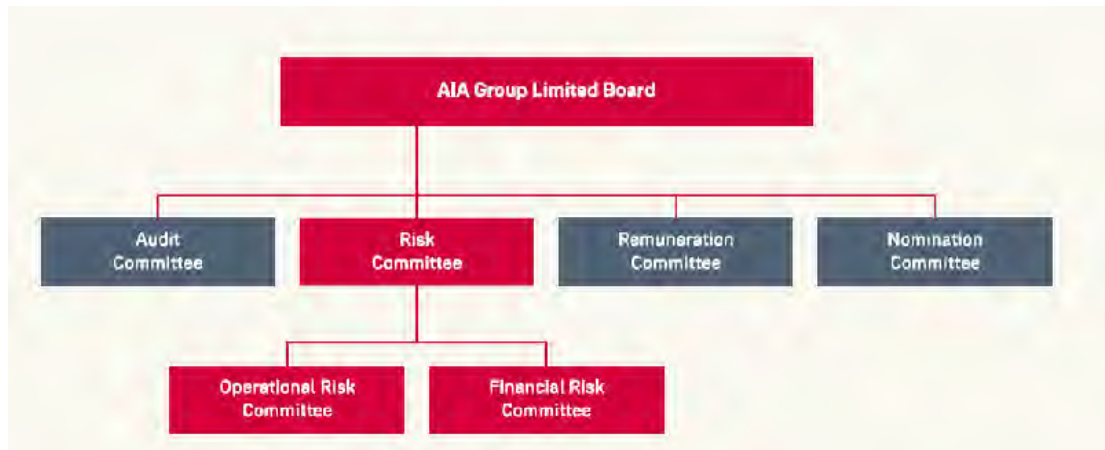 AIA Group Limited Board
Audit
Committee
Risk
Committee
Remuneration
Committee
Nomination
Committee
Operational Risk
Committee
Financial Risk
Committee